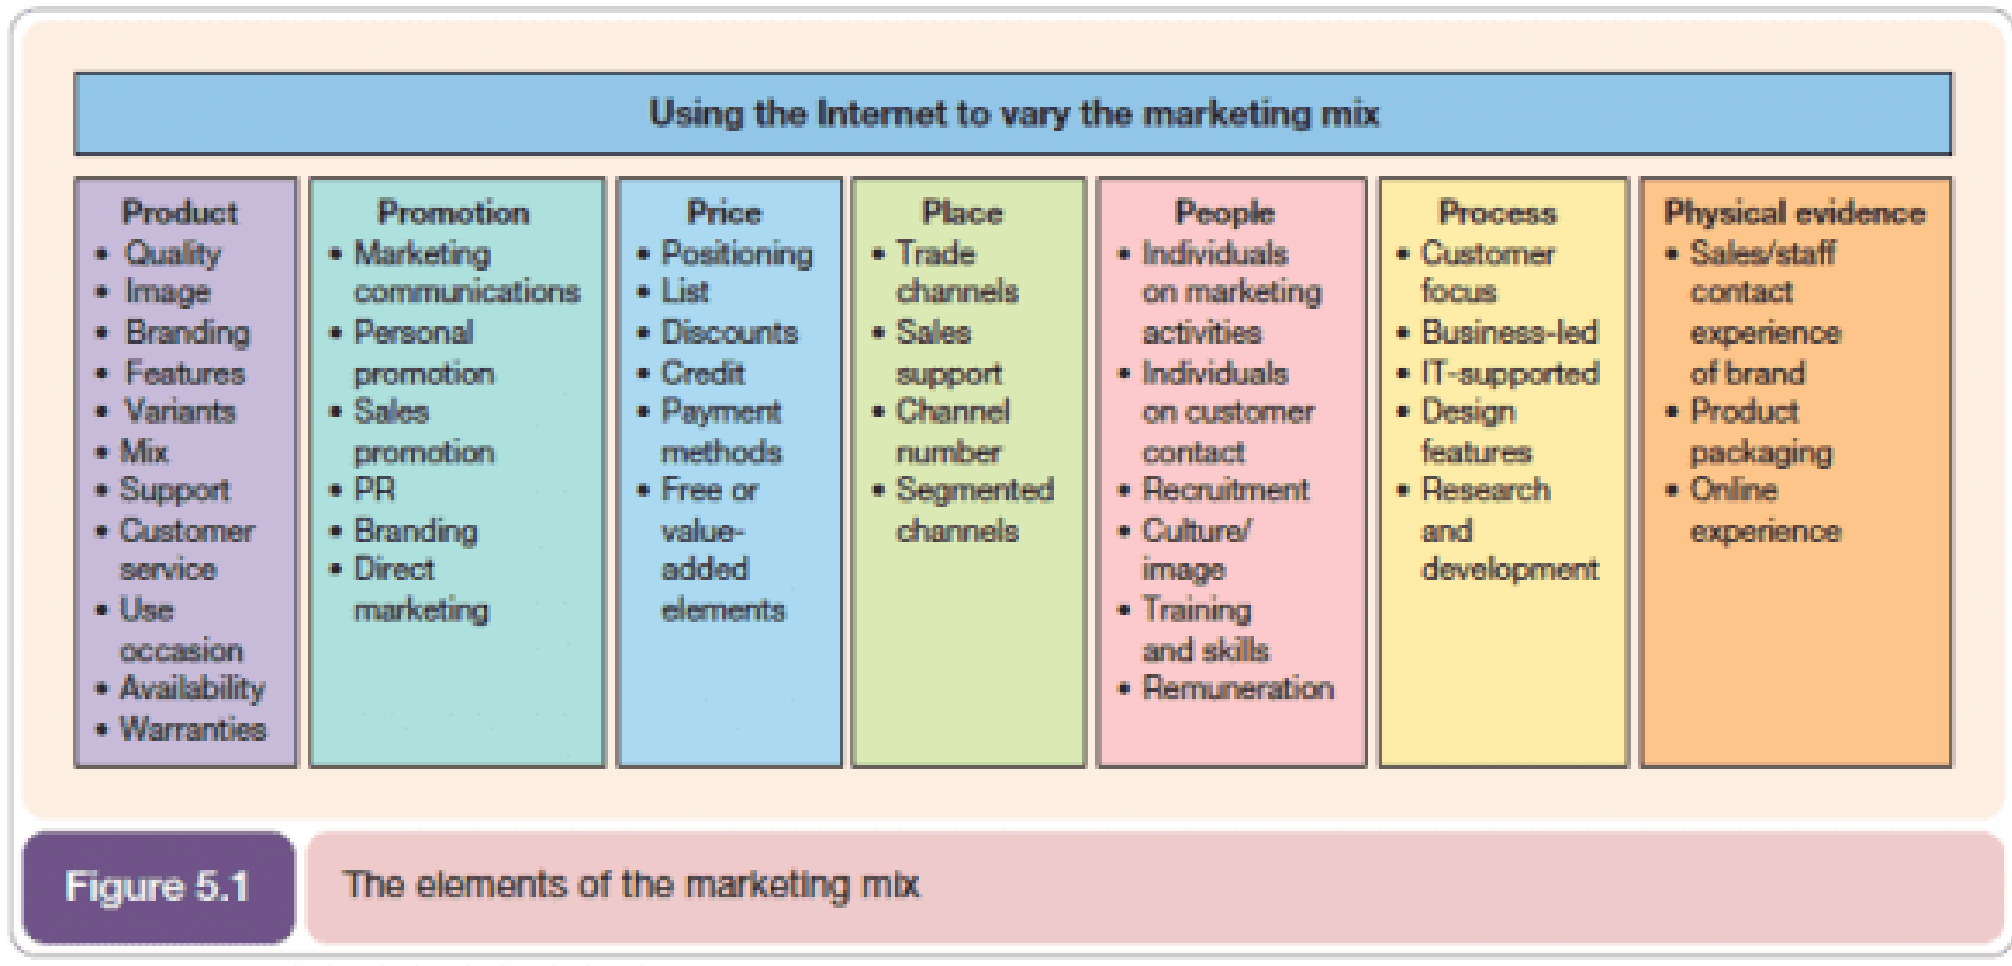 Using the Internet to vary the marketing mix
Product
• Quality
• Image
• Branding
• Features
• Variants
• Mix
• Support
• Customer
service
• Use
occasion
• Availability
• Warranties
Promotion
• Marketing
communications
• Personal
promotion
• Sales
promotion
• PR
• Branding
• Direct
marketing
Price
• Positioning
• List
• Discounts
• Credit
• Payment
methods
• Free or
value-
added
elements
Place
• Trade
channels
• Sales
support
• Channel
number
• Segmented
channels
People
• Individuals
on marketing
activities
• Individuals
on customer
contact
• Recruitment
• Culture/
image
• Training
and skills
• Remuneration
Process
• Customer
focus
• Business-led
• IT-supported
• Design
features
• Research
and
development
Physical evidence
• Sales/staff
contact
experience
of brand
• Product
packaging
• Online
experience
Figure 5.1
The elements of the marketing mix